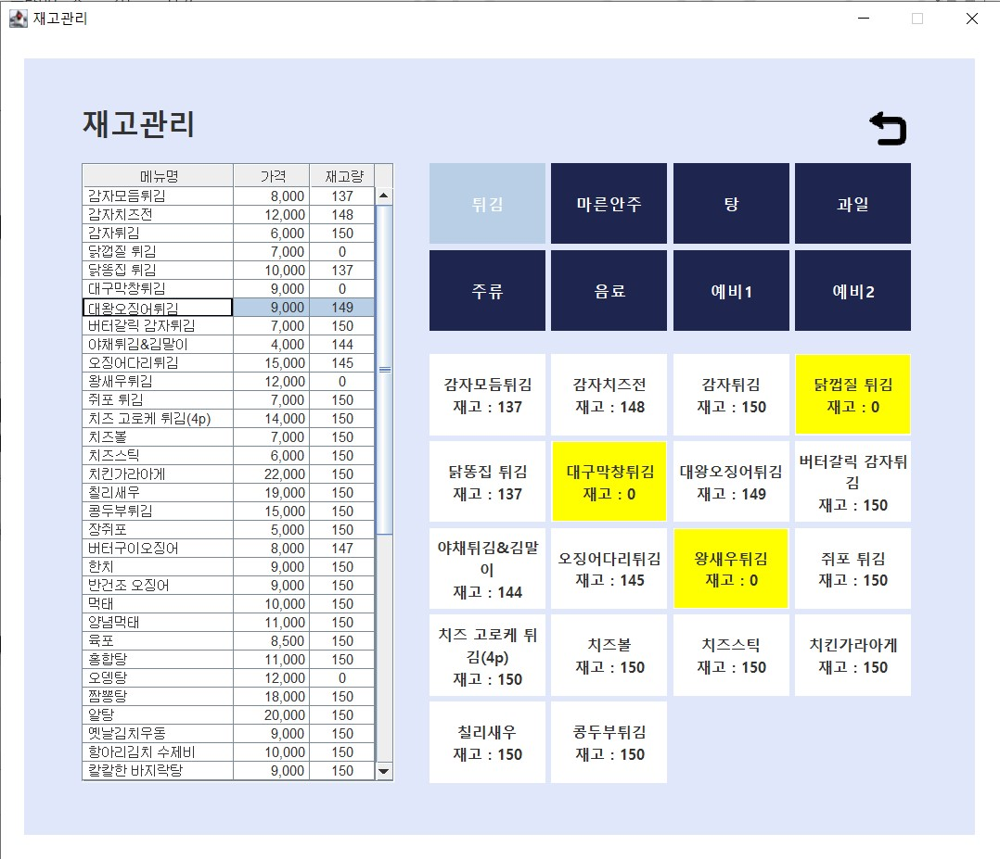 재고관리
재고관리
메뉴명 가격 재고량
감자모듬튀김 8,000 137
감자치즈전 12,000 148
감자튀김 6,000 150
닭껍질 튀김 7,000 0
닭똥집 튀김 10,000 137
대구막창튀김 9,000 0
대왕오징어튀김 9,000 149
버터갈릭 감자튀김 7,000 150
야채튀김&김말이 4,000 144
오징어다리튀김 15,000 145
왕새우튀김 12,000 0
쥐포 튀김 7,000 150
치즈 고로케 튀김(4p) 14,000 150
치즈볼 7,000 150
치즈스틱 6,000 150
치킨가라아게 22,000 150
칠리새우 19,000 150
콩두부튀김 15,000 150
장쥐포 5,000 150
버터구이오징어 8,000 147
한치 9,000 150
반건조 오징어 9,000 150
먹태 10,000 150
양념먹태 11,000 150
육포 8,500 150
홍합탕 11,000 150
오뎅탕 12,000 0
짬뽕탕 18,000 150
알탕 20,000 150
옛날김치우동 9,000 150
항아리김치 수제비 10,000 150
칼칼한 바지락탕 9,000 150
튀김 마른안주 탕 과일
주류 음료 예비1 예비2
감자모듬튀김
재고 : 137
감자치즈전
재고 : 148
감자튀김
재고 : 150
닭껍질 튀김
재고 : 0
닭똥집 튀김
재고 : 137
대구막창튀김
재고 : 0
대왕오징어튀김
재고 : 149
버터갈릭 감자튀
김
재고 : 150
야채튀김&김말
이
재고 : 144
오징어다리튀김
재고 : 145
왕새우튀김
재고 : 0
쥐포 튀김
재고 : 150
치즈 고로케 튀
김(4p)
재고 : 150
치즈볼
재고 : 150
치즈스틱
재고 : 150
치킨가라아게
재고 : 150
칠리새우
재고 : 150
콩두부튀김
재고 : 150